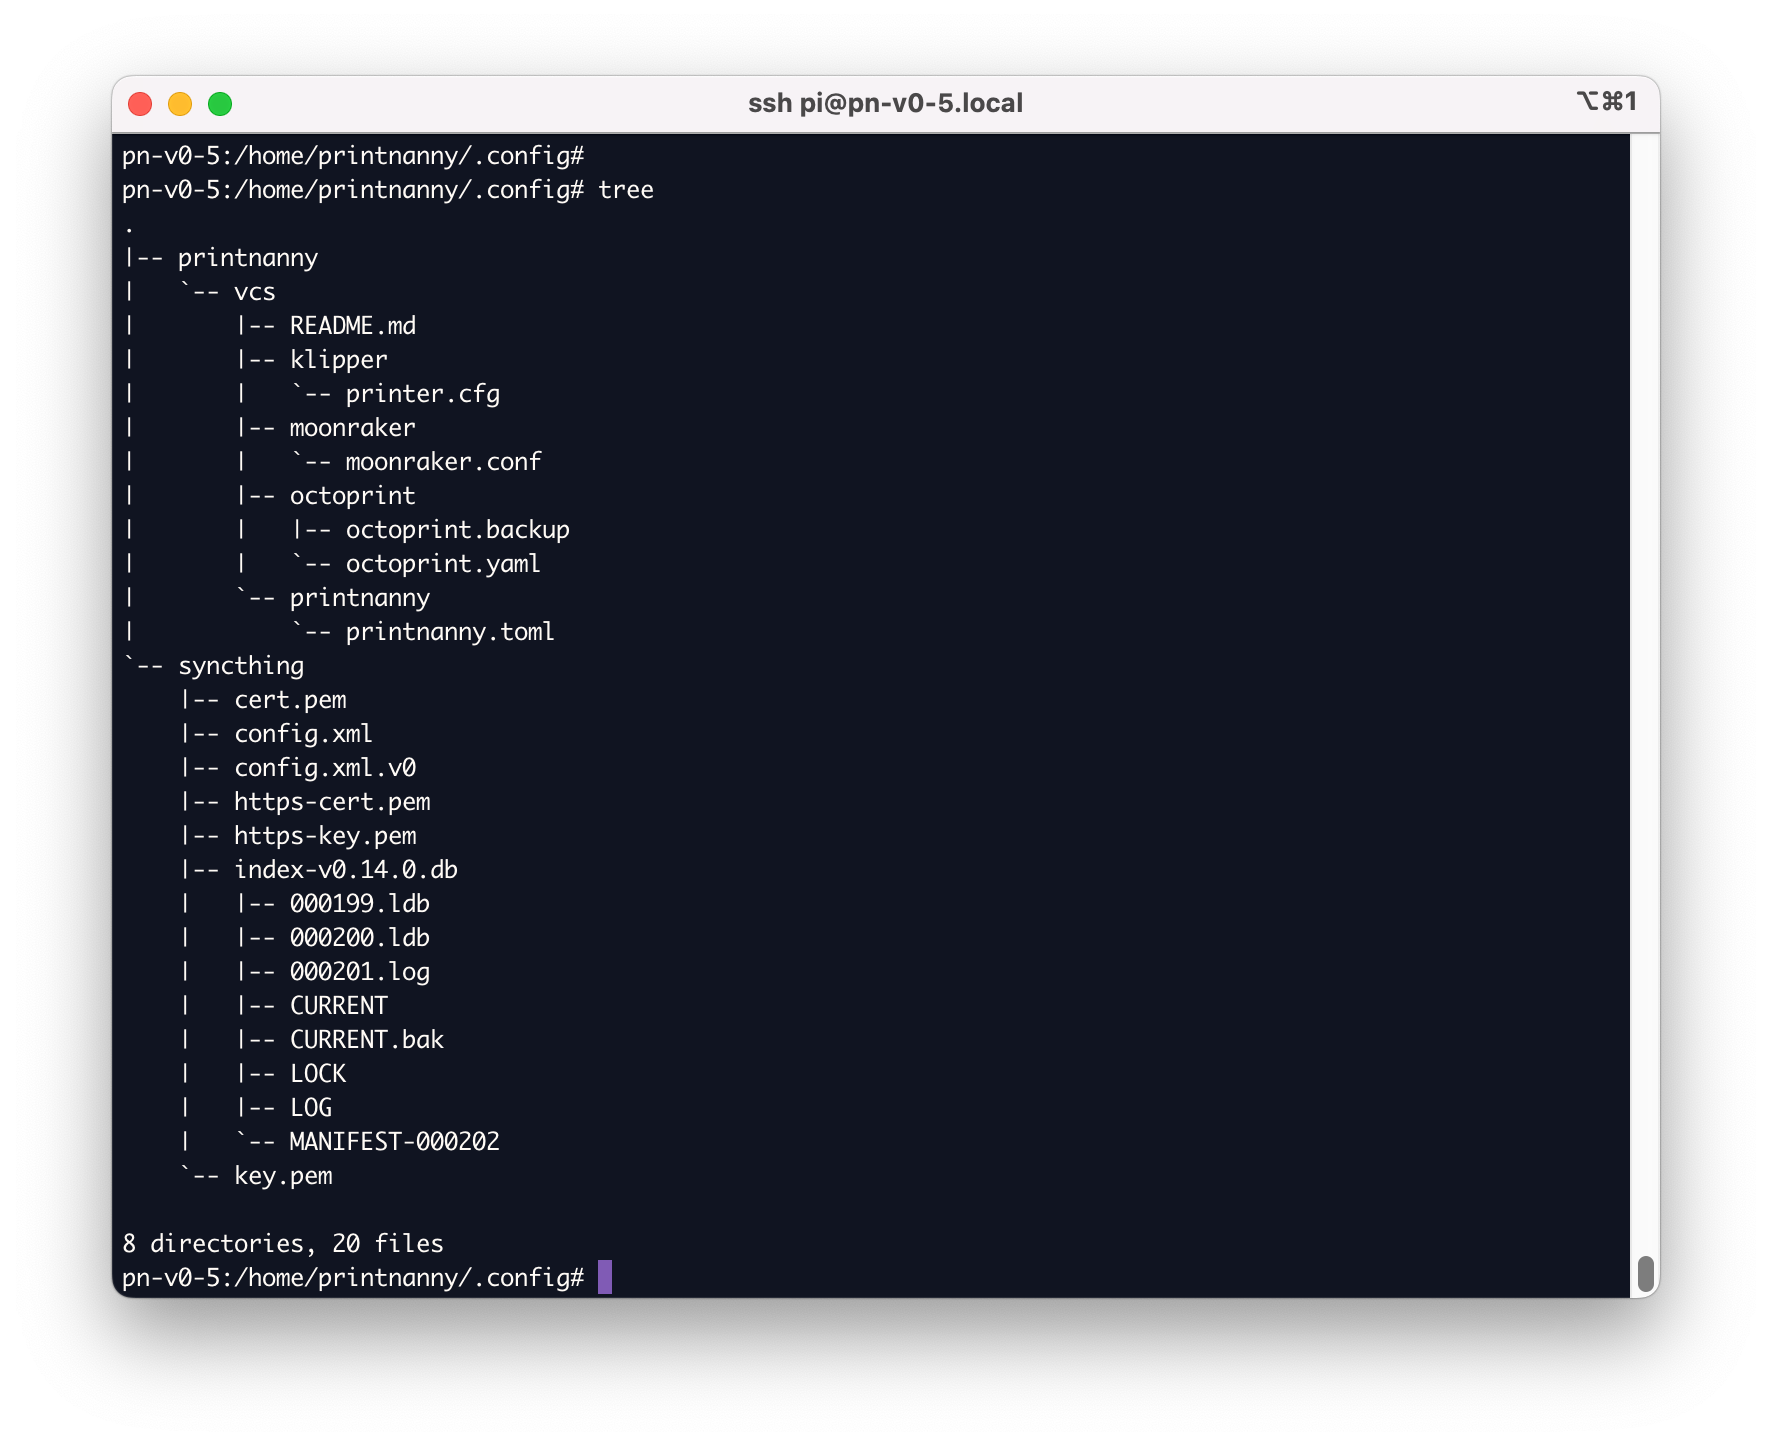 ssh pi@pn-v0-5.local ⌥⌘1
pn-v0-5:/home/printnanny/.config#
pn-v0-5:/home/printnanny/.config# tree
.
|-- printnanny
|   `-- vcs
|       |-- README.md
|       |-- klipper
|       |   `-- printer.cfg
|       |-- moonraker
|       |   `-- moonraker.conf
|       |-- octoprint
|       |   |-- octoprint.backup
|       |   `-- octoprint.yaml
|       `-- printnanny
|           `-- printnanny.toml
`-- syncthing
    |-- cert.pem
    |-- config.xml
    |-- config.xml.v0
    |-- https-cert.pem
    |-- https-key.pem
    |-- index-v0.14.0.db
    |   |-- 000199.ldb
    |   |-- 000200.ldb
    |   |-- 000201.log
    |   |-- CURRENT
    |   |-- CURRENT.bak
    |   |-- LOCK
    |   |-- LOG
    |   `-- MANIFEST-000202
    `-- key.pem
8 directories, 20 files
pn-v0-5:/home/printnanny/.config#